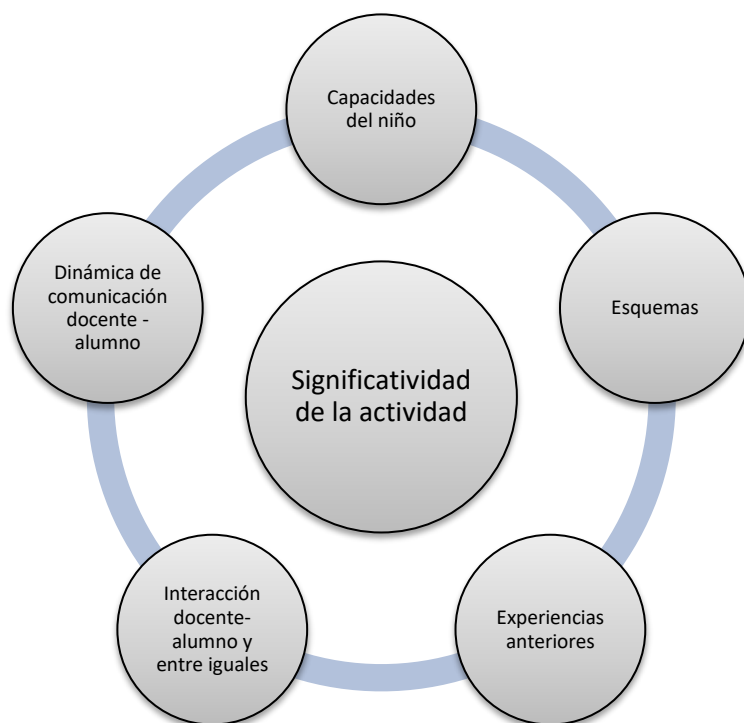 Capacidades
del niño
Dinámica de
comunicación
docente -
alumno
Esquemas
Significatividad
de la actividad
Interacción
docente-
alumno y
entre iguales
Experiencias
anteriores